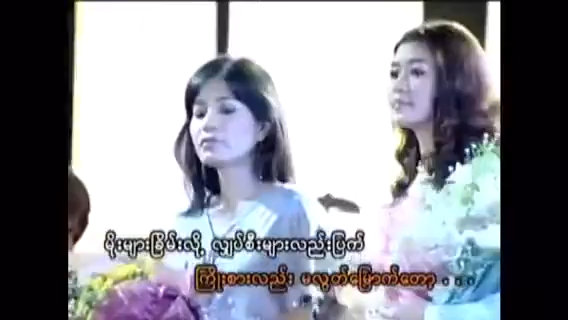 မိုးများခြိမ်းလို့ လျှပ်စီးများလည်းပြက်
ကြိုးစားလည်း မလွတ်မြောက်တော့ . . .